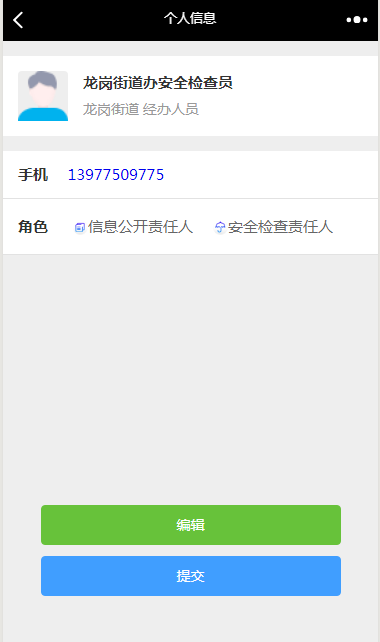 个人信息
龙岗街道办安全检查员
龙岗街道 经办人员
手机 13977509775
角色 信息公开责任人 安全检查责任人
编辑
提交